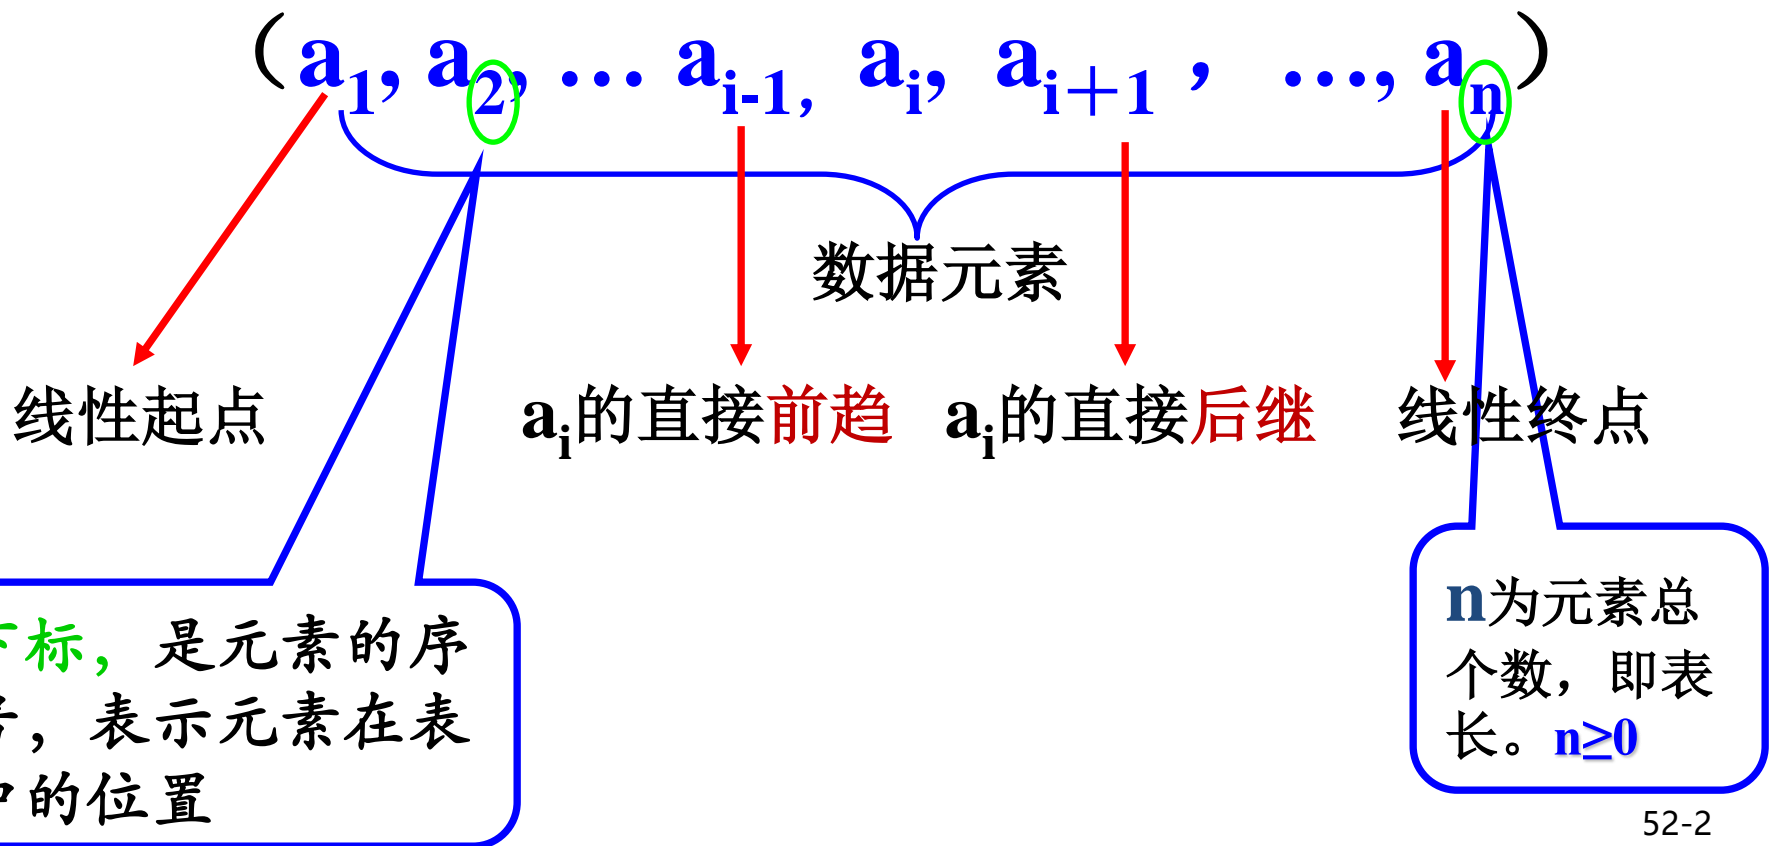 （a₁, a₂, … aᵢ₋₁, aᵢ, aᵢ₊₁ ， …, aₙ）
数据元素
线性起点 aᵢ的直接前趋 aᵢ的直接后继 线性终点
下标，是元素的序
号，表示元素在表
中的位置
n为元素总
个数，即表
长。n≥0
52-2